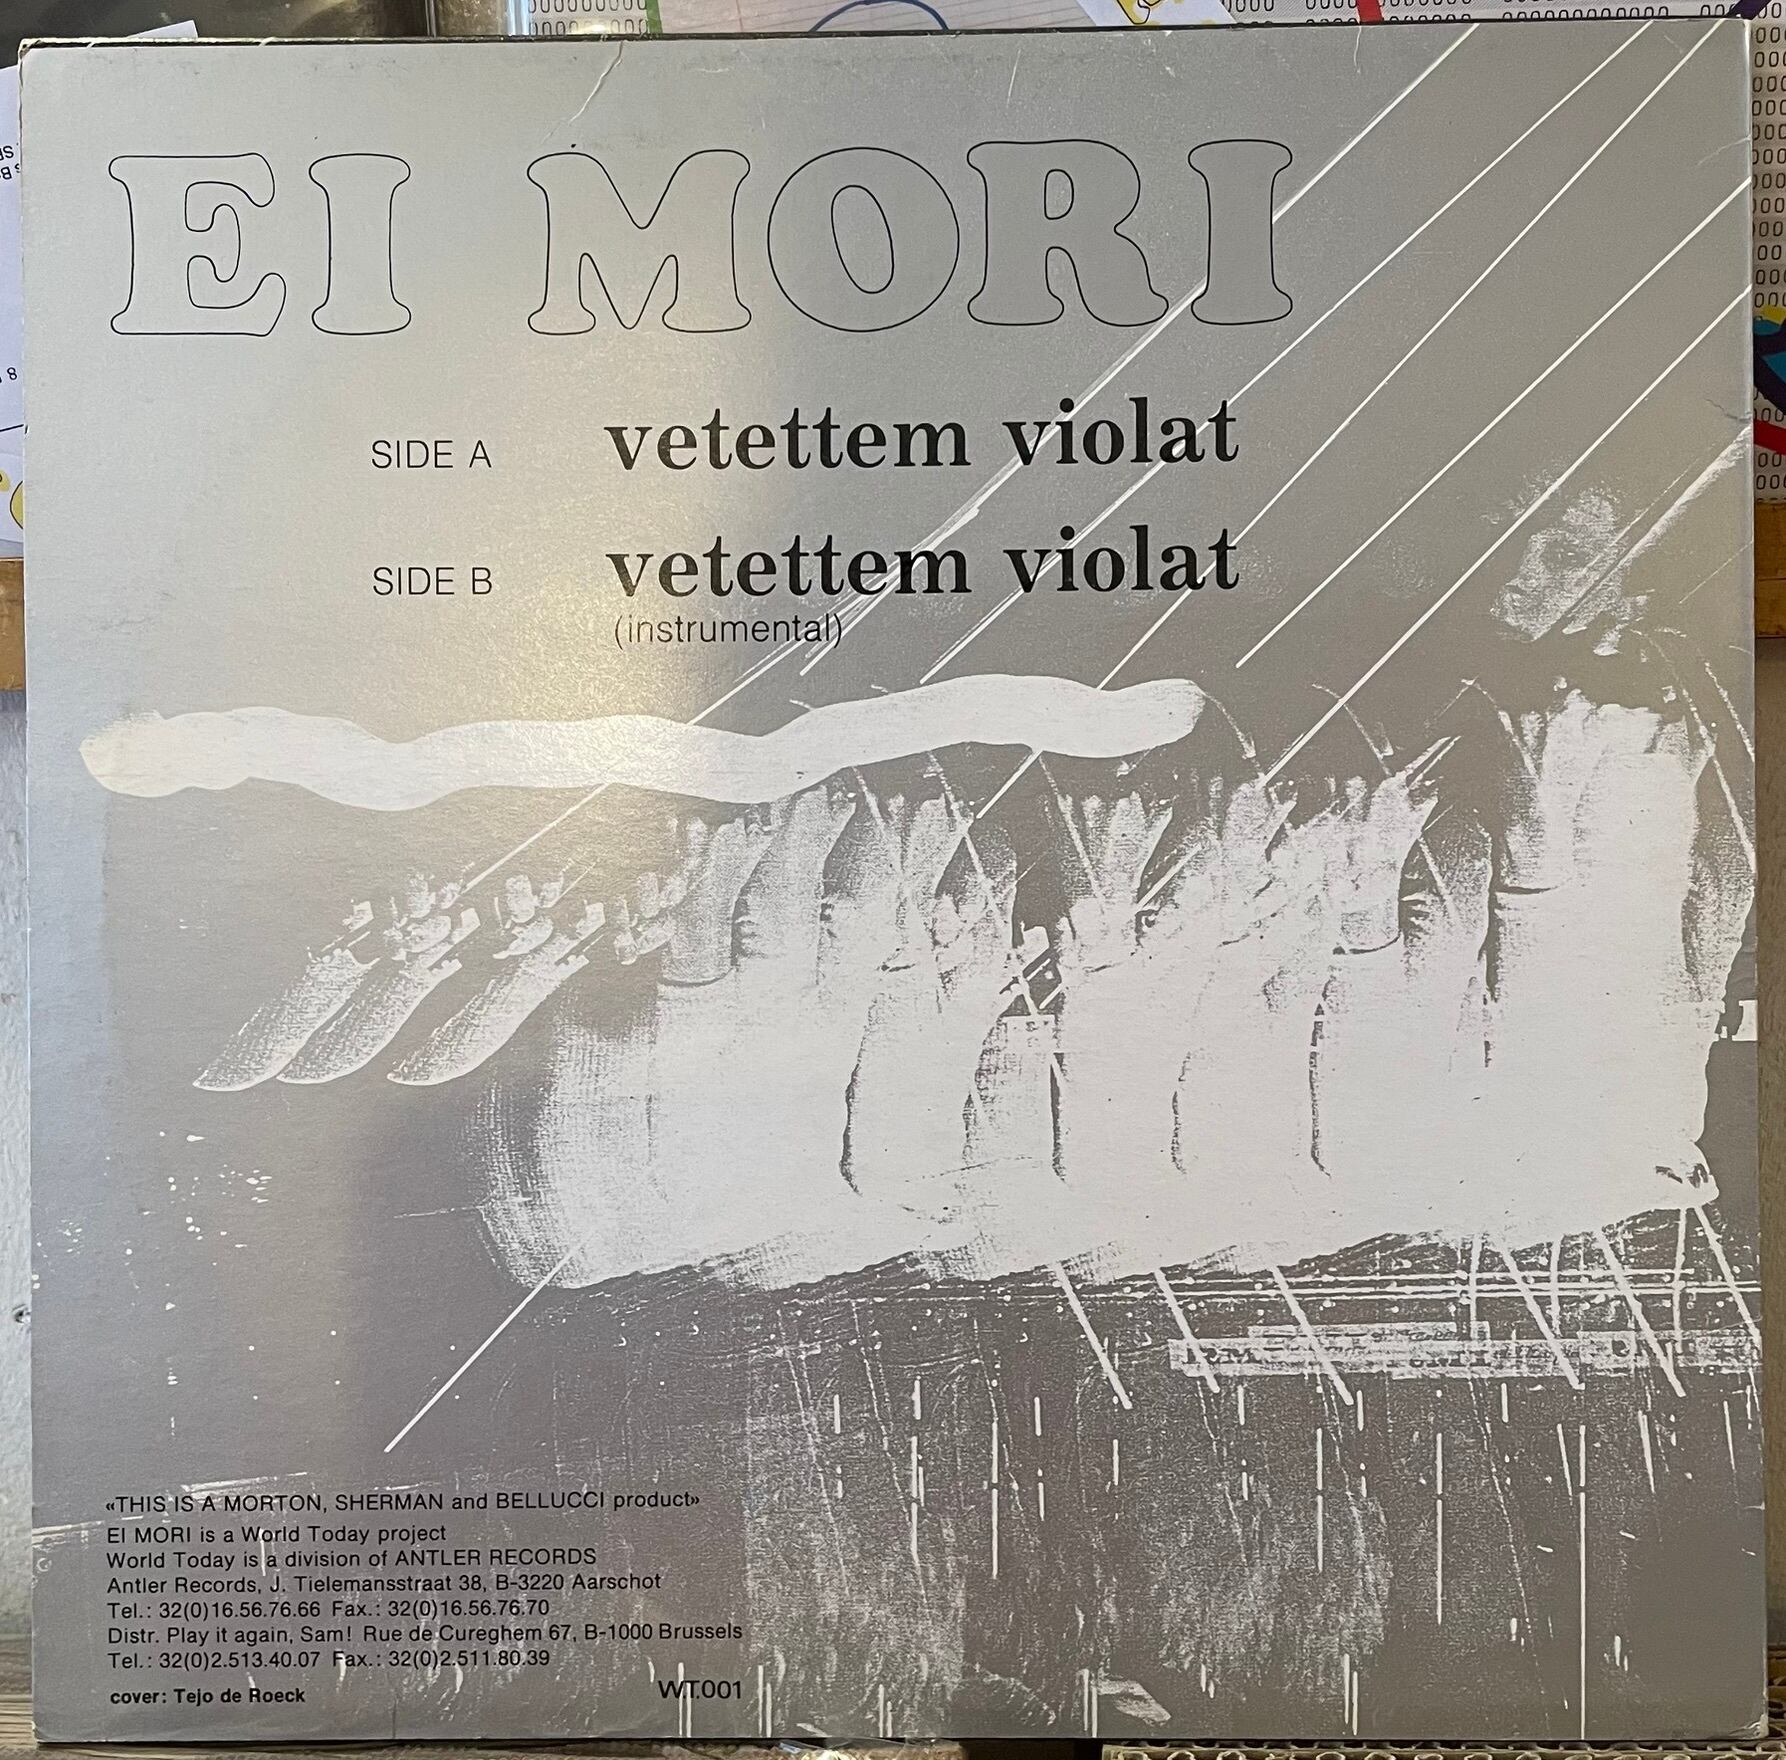 EI MORI
SIDE A vetettem violat
SIDE B vetettem violat
(instrumental)
«THIS IS A MORTON, SHERMAN and BELLUCCI product»
EI MORI is a World Today project
World Today is a division of ANTLER RECORDS
Antler Records, J. Tielemansstraat 38, B-3220 Aarschot
Tel.: 32(0)16.56.76.66 Fax.: 32(0)16.56.76.70
Distr. Play it again, Sam! Rue de Cureghem 67, B-1000 Brussels
Tel.: 32(0)2.513.40.07 Fax.: 32(0)2.511.80.39
cover: Tejo de Roeck W.T.001